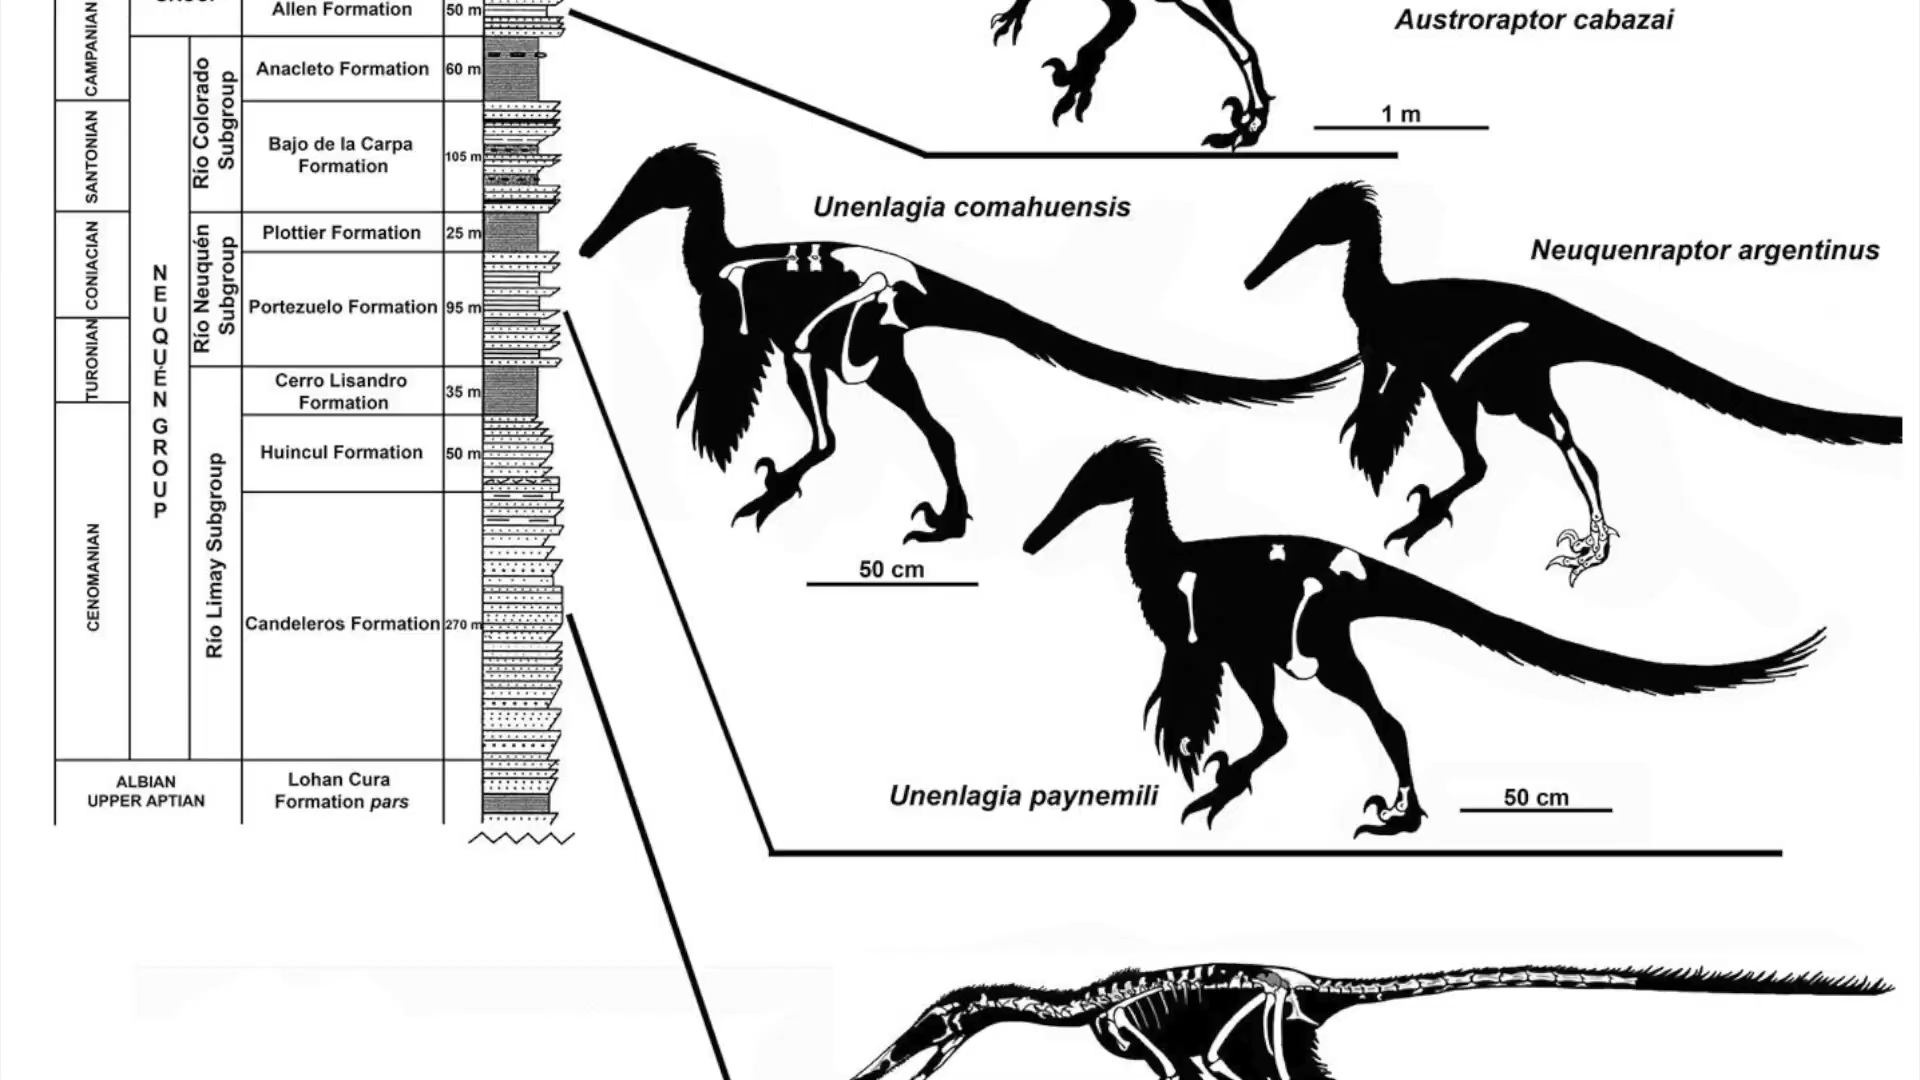 CAMPANIAN
Allen Formation
50 m
Anacleto Formation
60 m
Río Colorado
Subgroup
SANTONIAN
Bajo de la Carpa
Formation
105 m
CONIACIAN
Río Neuquén
Subgroup
Plottier Formation
25 m
Portezuelo Formation
95 m
TURONIAN
NEUQUÉN GROUP
Cerro Lisandro
Formation
35 m
Huincul Formation
50 m
Río Limay Subgroup
CENOMANIAN
Candeleros Formation
270 m
ALBIAN
UPPER APTIAN
Lohan Cura
Formation pars
Austroraptor cabazai
1 m
Unenlagia comahuensis
50 cm
Neuquenraptor argentinus
Unenlagia paynemili
50 cm